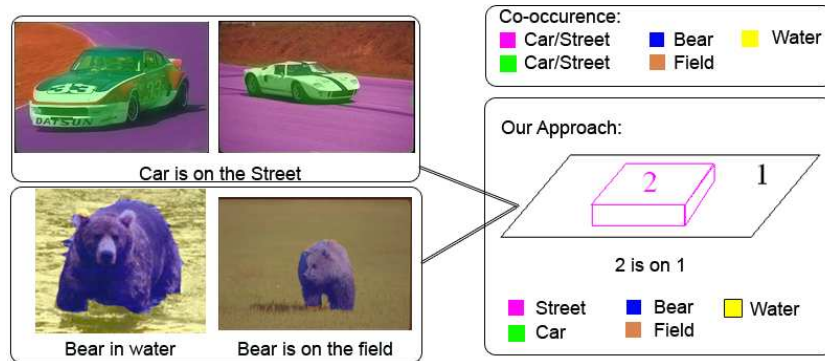 33
DATSUN
Car is on the Street
Bear in water
Bear is on the field
Co-occurence:
Car/Street
Bear
Water
Car/Street
Field
Our Approach:
2
1
2 is on 1
Street
Bear
Water
Car
Field